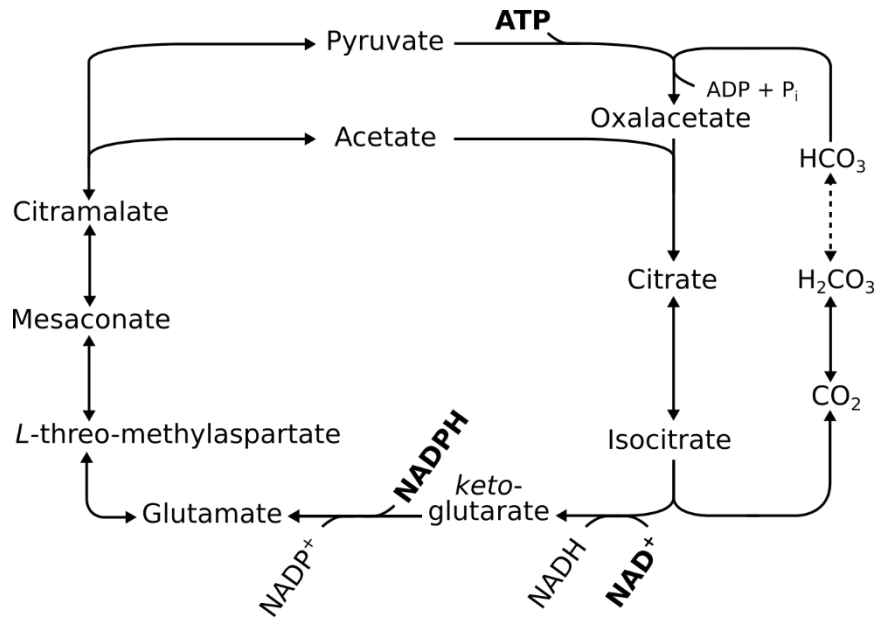 ATP
Pyruvate
ADP + Pi
Oxalacetate
Acetate
HCO3
Citramalate
Citrate
H2CO3
Mesaconate
CO2
L-threo-methylaspartate
Isocitrate
NADPH
keto-
glutarate
Glutamate
NADP+
NADH
NAD+